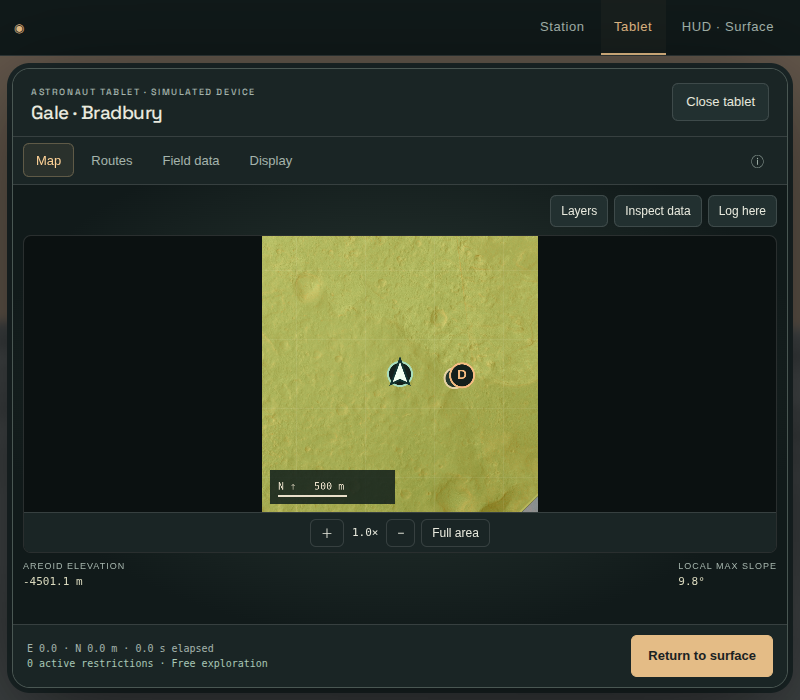 Station
Tablet
HUD · Surface
ASTRONAUT TABLET · SIMULATED DEVICE
Gale · Bradbury
Close tablet
Map
Routes
Field data
Display
Layers
Inspect data
Log here
D
N ↑ 500 m
+ 1.0× − Full area
AREOID ELEVATION
-4501.1 m
LOCAL MAX SLOPE
9.8°
E 0.0 · N 0.0 m · 0.0 s elapsed
0 active restrictions · Free exploration
Return to surface